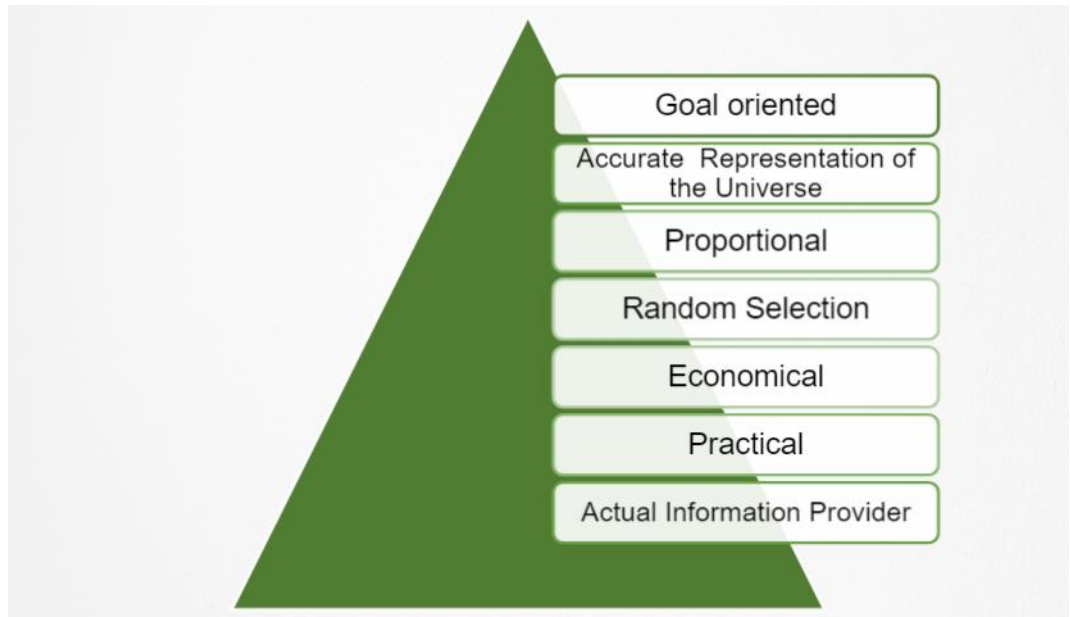 Goal oriented
Accurate  Representation of
the Universe
Proportional
Random Selection
Economical
Practical
Actual Information Provider